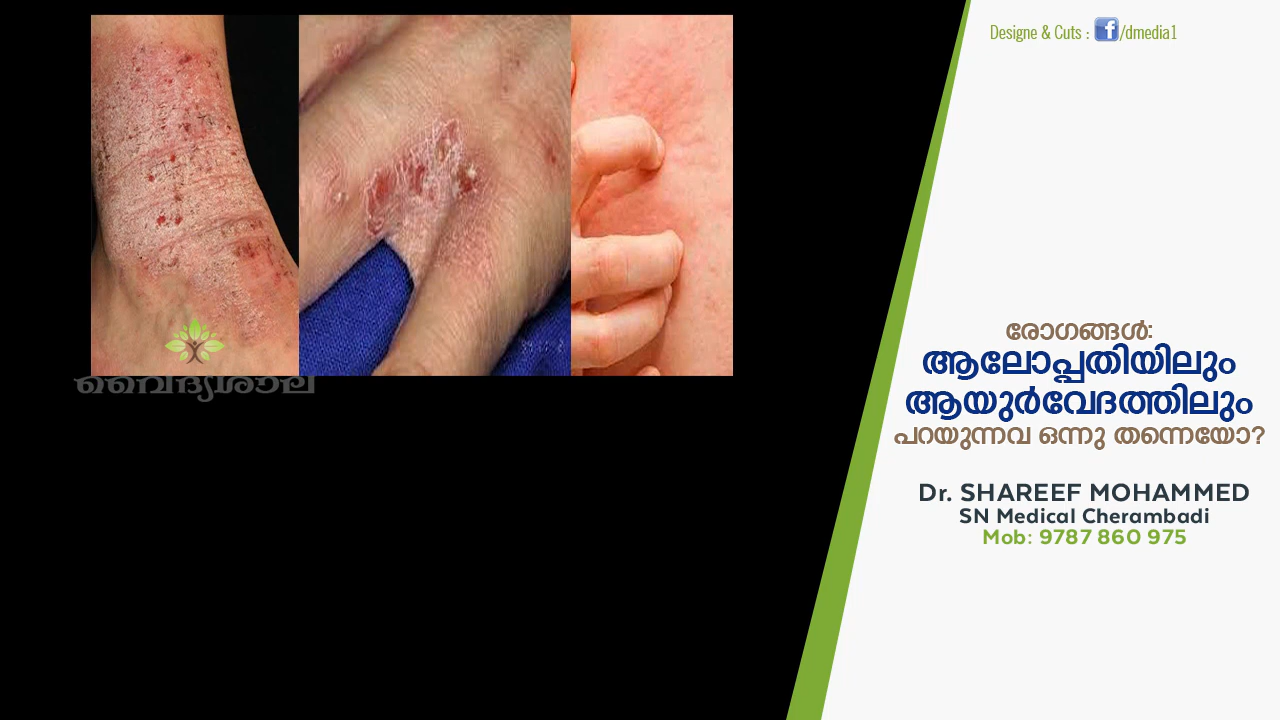 Designe & Cuts : f/dmedia1
രോഗങ്ങൾ:
ആലോപ്പതിയിലും
ആയുർവേദത്തിലും
പറയുന്നവ ഒന്നു തന്നെയോ?
Dr. SHAREEF MOHAMMED
SN Medical Cherambadi
Mob: 9787 860 975
വൈദ്യശാല